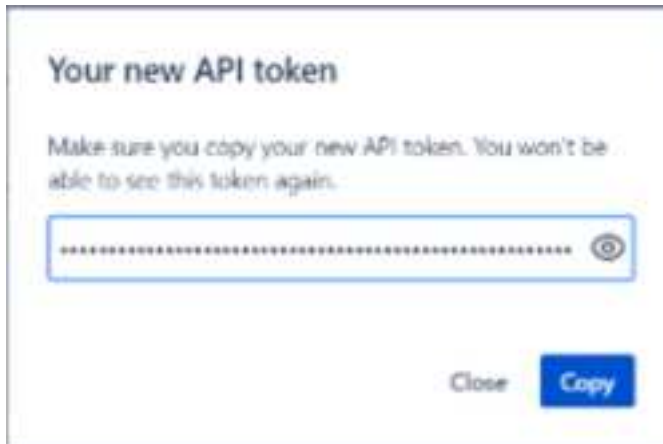 Your new API token
Make sure you copy your new API token. You won't be
able to see this token again.
Close
Copy